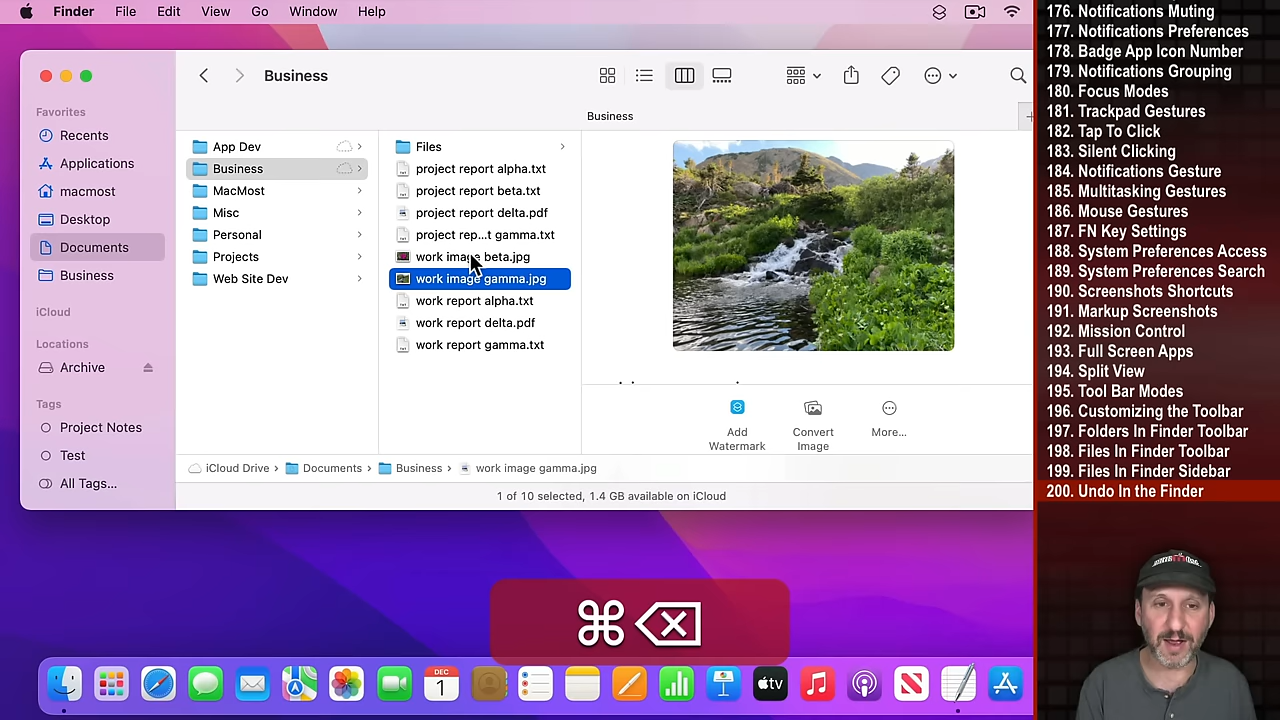 Finder File Edit View Go Window Help
Business
Business
Favorites
Recents
Applications
macmost
Desktop
Documents
Business
iCloud
Locations
Archive
Tags
Project Notes
Test
All Tags...
App Dev
Business
MacMost
Misc
Personal
Projects
Web Site Dev
Files
project report alpha.txt
project report beta.txt
project report delta.pdf
project rep...t gamma.txt
work image beta.jpg
work image gamma.jpg
work report alpha.txt
work report delta.pdf
work report gamma.txt
Add Watermark
Convert Image
More...
iCloud Drive › Documents › Business › work image gamma.jpg
1 of 10 selected, 1.4 GB available on iCloud
⌘⌫
DEC
1
tv
176. Notifications Muting
177. Notifications Preferences
178. Badge App Icon Number
179. Notifications Grouping
180. Focus Modes
181. Trackpad Gestures
182. Tap To Click
183. Silent Clicking
184. Notifications Gesture
185. Multitasking Gestures
186. Mouse Gestures
187. FN Key Settings
188. System Preferences Access
189. System Preferences Search
190. Screenshots Shortcuts
191. Markup Screenshots
192. Mission Control
193. Full Screen Apps
194. Split View
195. Tool Bar Modes
196. Customizing the Toolbar
197. Folders In Finder Toolbar
198. Files In Finder Toolbar
199. Files In Finder Sidebar
200. Undo In the Finder